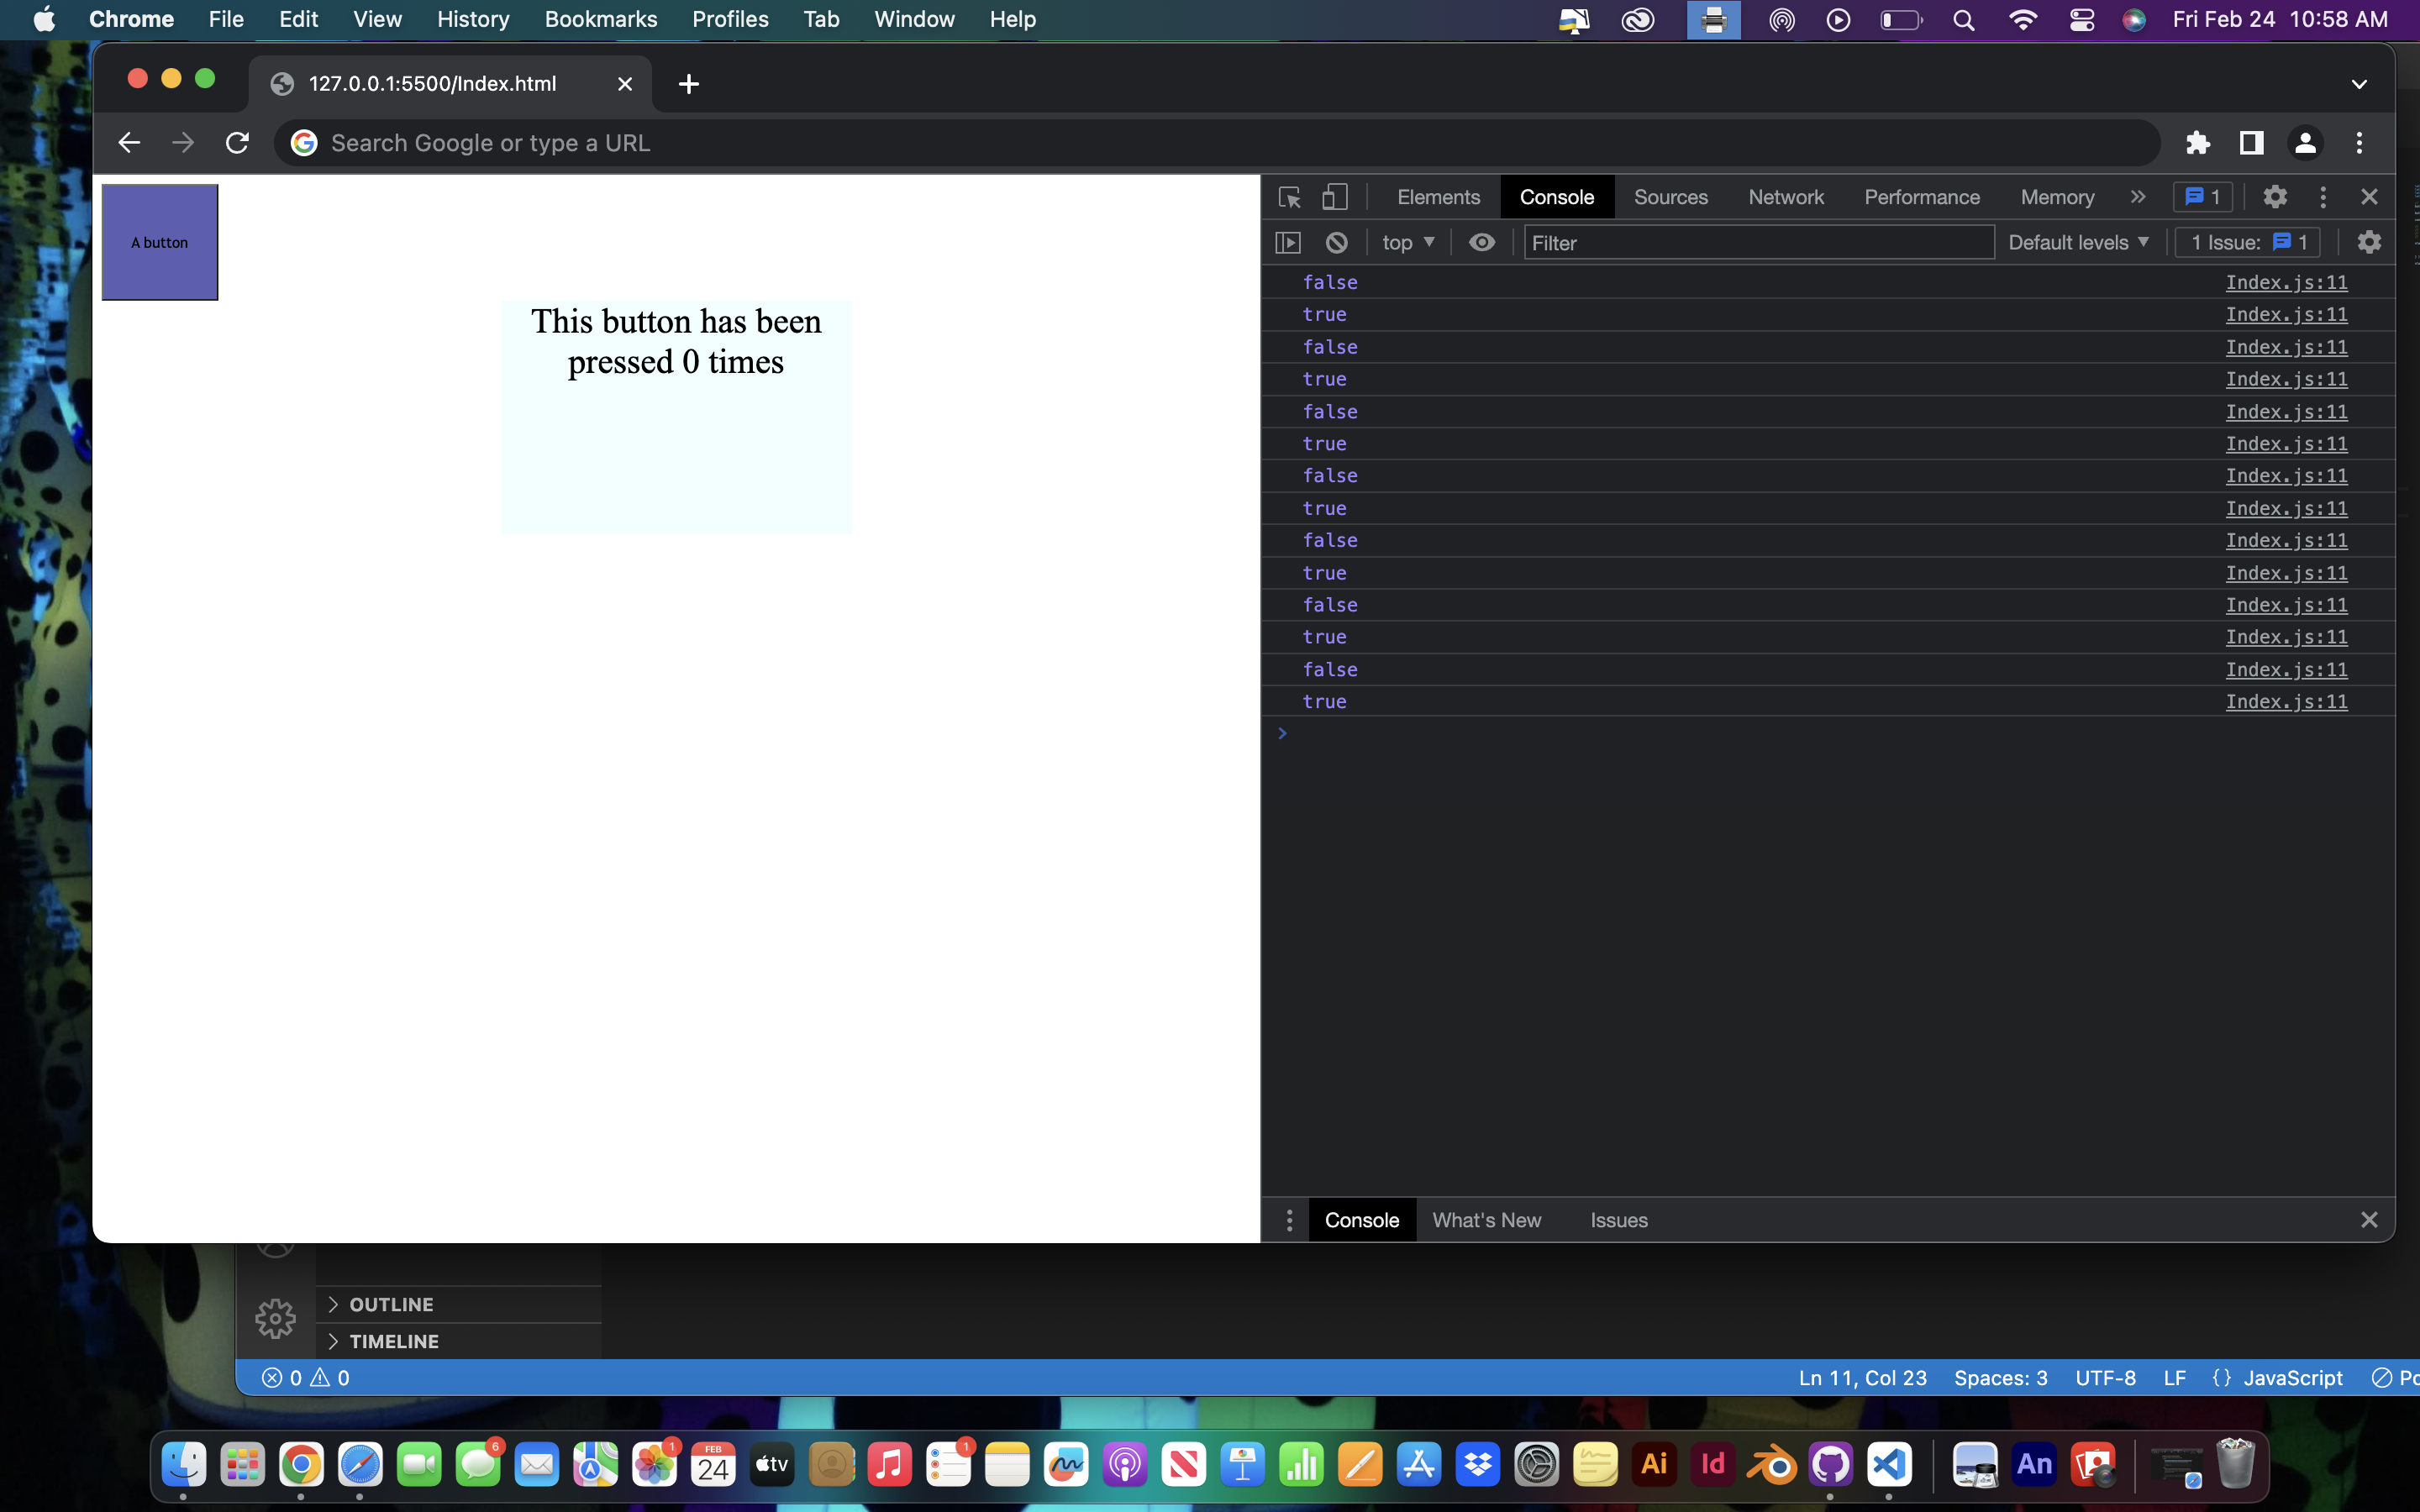 Chrome File Edit View History Bookmarks Profiles Tab Window Help Fri Feb 24 10:58 AM
127.0.0.1:5500/Index.html
Search Google or type a URL
A button
This button has been
pressed 0 times
Elements Console Sources Network Performance Memory 1
top Filter Default levels 1 Issue: 1
false Index.js:11
true Index.js:11
false Index.js:11
true Index.js:11
false Index.js:11
true Index.js:11
false Index.js:11
true Index.js:11
false Index.js:11
true Index.js:11
false Index.js:11
true Index.js:11
false Index.js:11
true Index.js:11
Console What's New Issues
OUTLINE
TIMELINE
0 0 Ln 11, Col 23 Spaces: 3 UTF-8 LF {} JavaScript
6 1 FEB 24 tv 1 Ai Id An